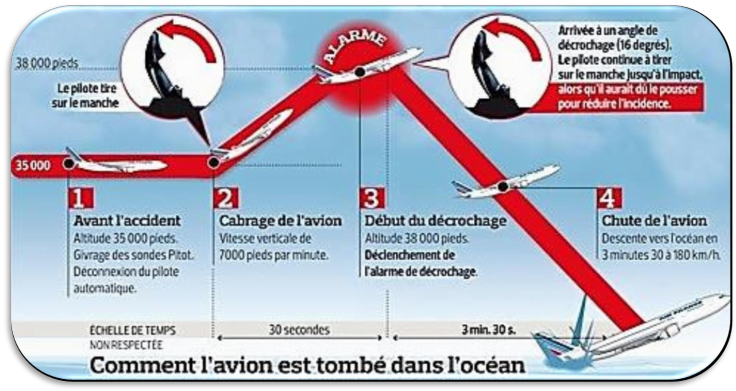 38 000 pieds
Le pilote tire
sur le manche
ALARME
Arrivée à un angle de
décrochage (16 degrés).
Le pilote continue à tirer
sur le manche jusqu'à l'impact,
alors qu'il aurait dû le pousser
pour réduire l'incidence.
35 000
1
Avant l'accident
Altitude 35 000 pieds.
Givrage des sondes Pitot.
Déconnexion du pilote
automatique.
2
Cabrage de l'avion
Vitesse verticale de
7000 pieds par minute.
3
Début du décrochage
Altitude 38 000 pieds.
Déclenchement de
l'alarme de décrochage.
4
Chute de l'avion
Descente vers l'océan en
3 minutes 30 à 180 km/h.
AIR FRANCE
ÉCHELLE DE TEMPS
NON RESPECTÉE
30 secondes
3 min. 30 s.
Comment l'avion est tombé dans l'océan